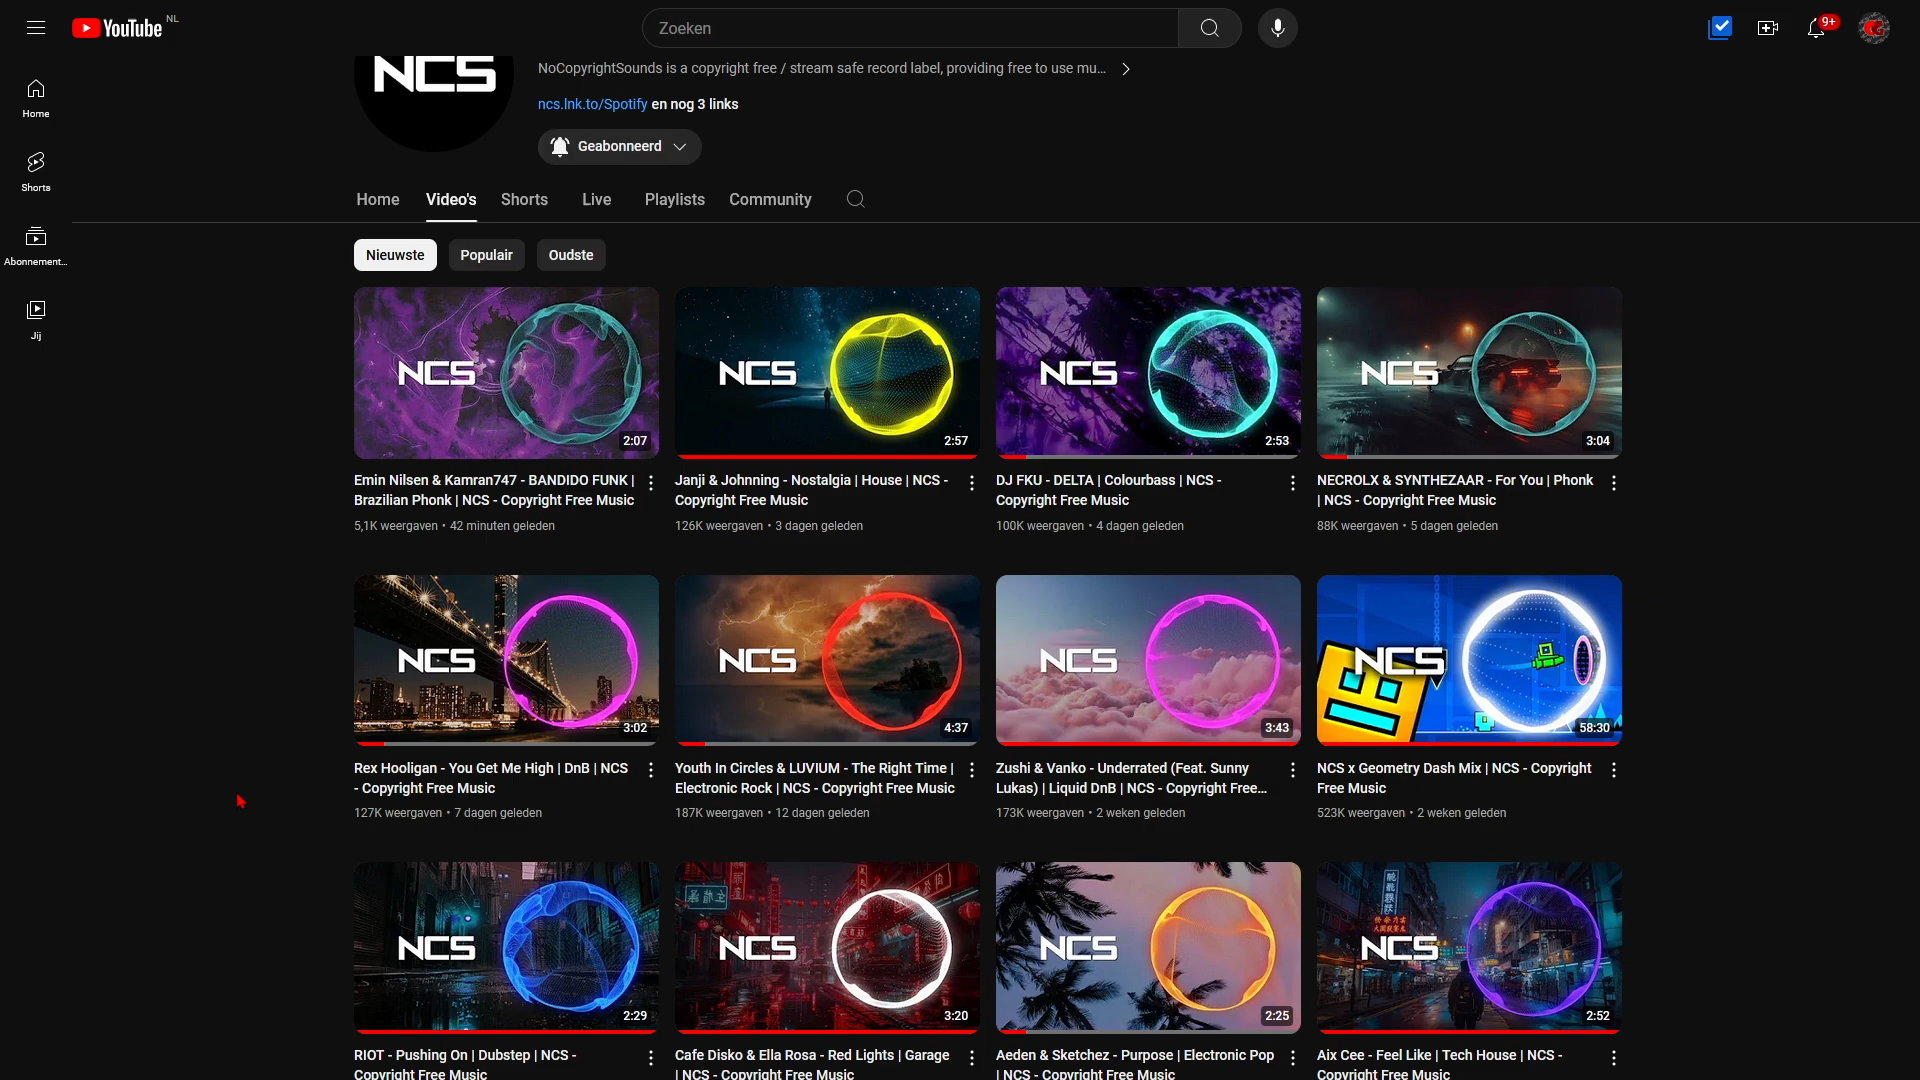 YouTube NL
Zoeken
9+
Home
Shorts
Abonnement...
Jij
NCS
NoCopyrightSounds is a copyright free / stream safe record label, providing free to use mu...
ncs.lnk.to/Spotify en nog 3 links
Geabonneerd
Home Video's Shorts Live Playlists Community
Nieuwste Populair Oudste
NCS 2:07
Emin Nilsen & Kamran747 - BANDIDO FUNK |
Brazilian Phonk | NCS - Copyright Free Music
5,1K weergaven • 42 minuten geleden
NCS 2:57
Janji & Johnning - Nostalgia | House | NCS -
Copyright Free Music
126K weergaven • 3 dagen geleden
NCS 2:53
DJ FKU - DELTA | Colourbass | NCS -
Copyright Free Music
100K weergaven • 4 dagen geleden
NCS 3:04
NECROLX & SYNTHEZAAR - For You | Phonk
| NCS - Copyright Free Music
88K weergaven • 5 dagen geleden
NCS 3:02
Rex Hooligan - You Get Me High | DnB | NCS
- Copyright Free Music
127K weergaven • 7 dagen geleden
NCS 4:37
Youth In Circles & LUVIUM - The Right Time |
Electronic Rock | NCS - Copyright Free Music
187K weergaven • 12 dagen geleden
NCS 3:43
Zushi & Vanko - Underrated (Feat. Sunny
Lukas) | Liquid DnB | NCS - Copyright Free...
173K weergaven • 2 weken geleden
NCS 58:30
NCS x Geometry Dash Mix | NCS - Copyright
Free Music
523K weergaven • 2 weken geleden
NCS 2:29
RIOT - Pushing On | Dubstep | NCS -
Copyright Free Music
NCS 3:20
Cafe Disko & Ella Rosa - Red Lights | Garage
| NCS - Copyright Free Music
NCS 2:25
Aeden & Sketchez - Purpose | Electronic Pop
| NCS - Copyright Free Music
NCS 2:52
Aix Cee - Feel Like | Tech House | NCS -
Copyright Free Music